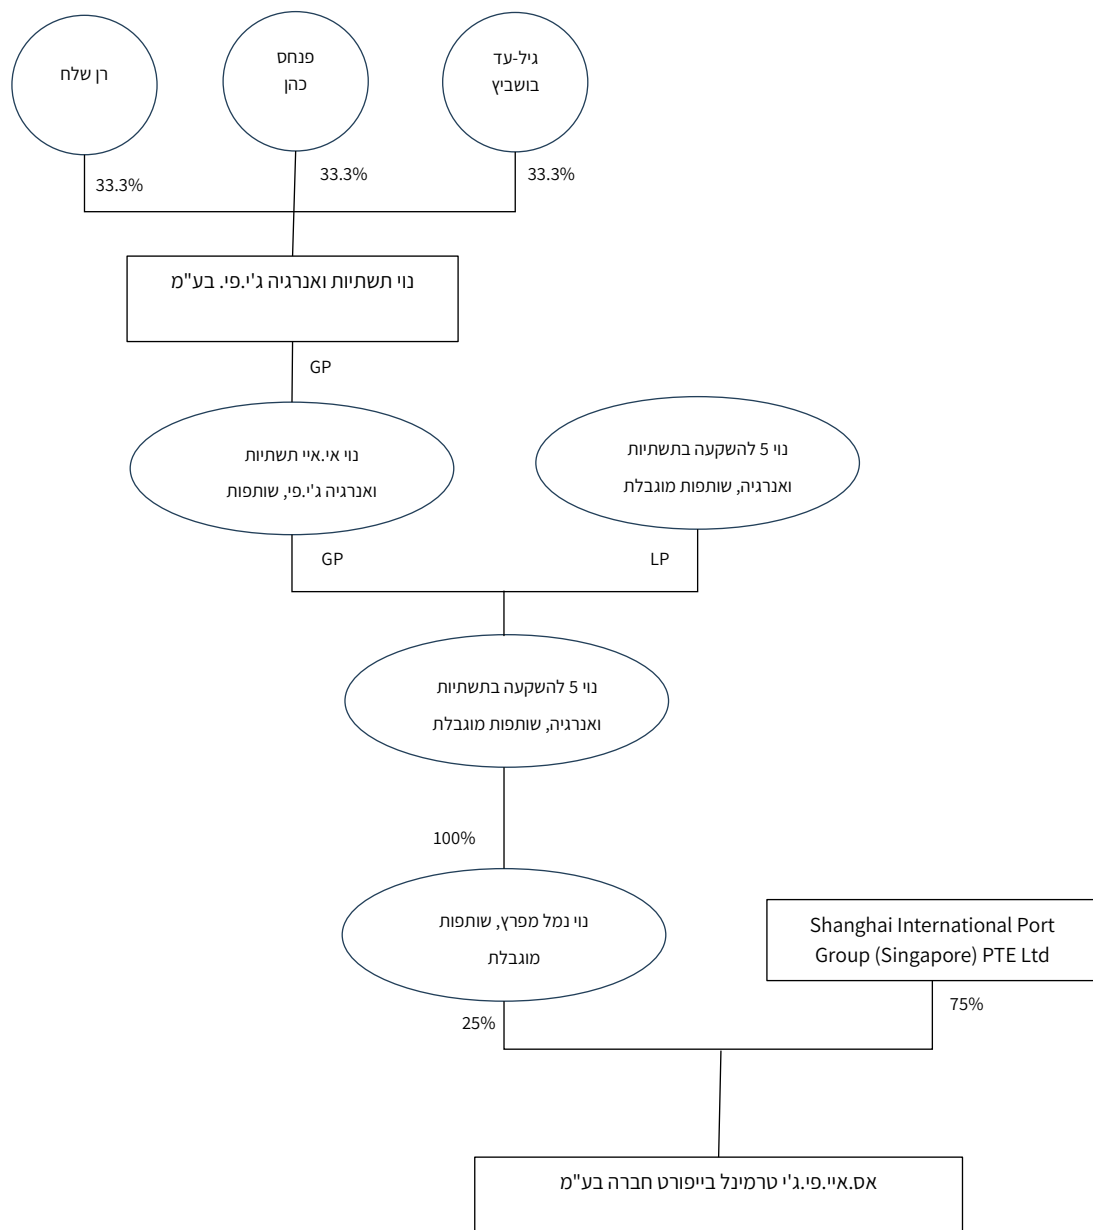 גיל-עד
בושביץ
פנחס
כהן
רן שלח
33.3%
33.3%
33.3%
נוי תשתיות ואנרגיה ג'י.פי. בע"מ
GP
נוי 5 להשקעה בתשתיות
ואנרגיה, שותפות מוגבלת
נוי אי.איי תשתיות
ואנרגיה ג'י.פי, שותפות
LP
GP
נוי 5 להשקעה בתשתיות
ואנרגיה, שותפות מוגבלת
100%
נוי נמל מפרץ, שותפות
מוגבלת
Shanghai International Port
Group (Singapore) PTE Ltd
25%
75%
אס.איי.פי.ג'י טרמינל בייפורט חברה בע"מ